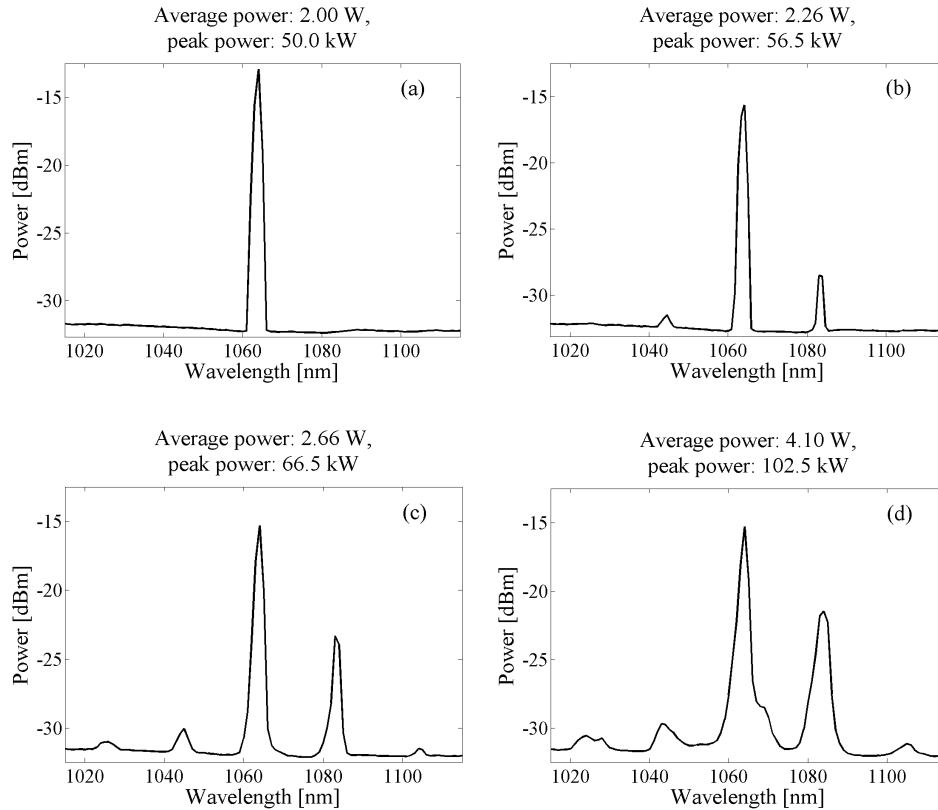 Average power: 2.00 W,
peak power: 50.0 kW
(a)
-15
-20
-25
-30
Power [dBm]
1020 1040 1060 1080 1100
Wavelength [nm]
Average power: 2.26 W,
peak power: 56.5 kW
(b)
-15
-20
-25
-30
Power [dBm]
1020 1040 1060 1080 1100
Wavelength [nm]
Average power: 2.66 W,
peak power: 66.5 kW
(c)
-15
-20
-25
-30
Power [dBm]
1020 1040 1060 1080 1100
Wavelength [nm]
Average power: 4.10 W,
peak power: 102.5 kW
(d)
-15
-20
-25
-30
Power [dBm]
1020 1040 1060 1080 1100
Wavelength [nm]